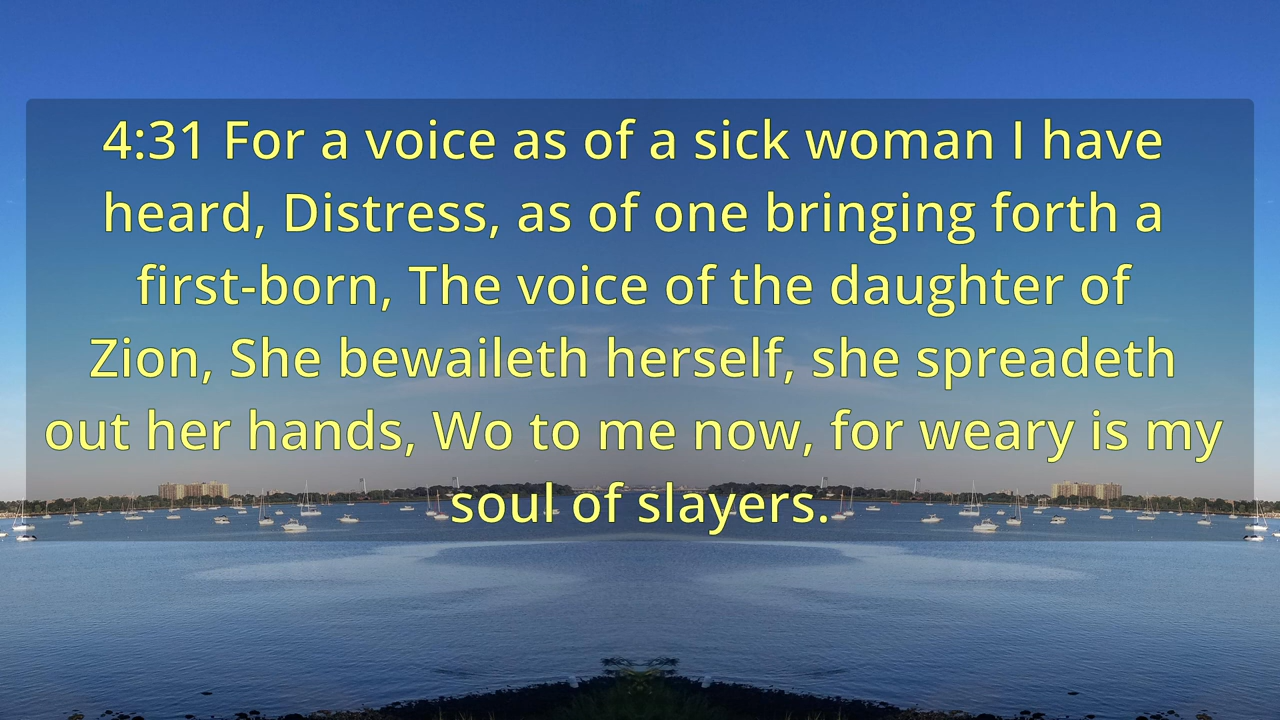 4:31 For a voice as of a sick woman I have
heard, Distress, as of one bringing forth a
first-born, The voice of the daughter of
Zion, She bewaileth herself, she spreadeth
out her hands, Wo to me now, for weary is my
soul of slayers.